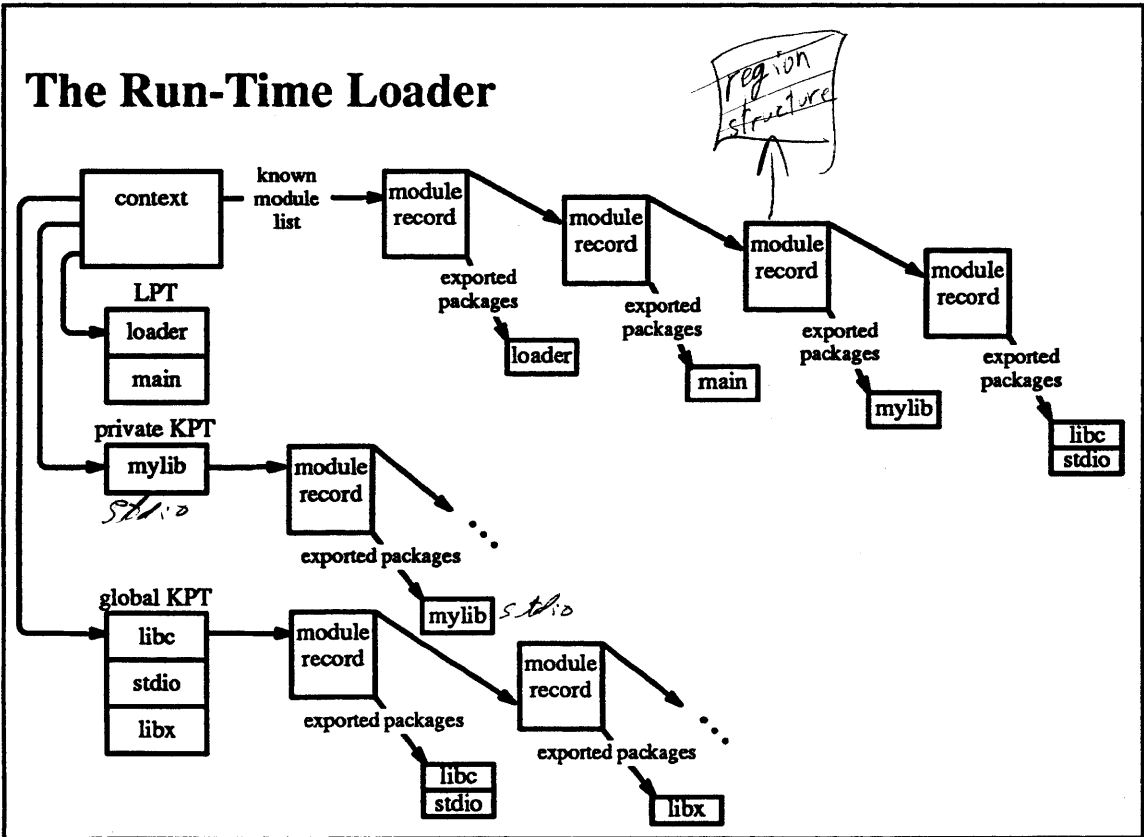 The Run-Time Loader
region
structure
context
known
module
list
module
record
module
record
module
record
module
record
exported
packages
exported
packages
exported
packages
exported
packages
loader
main
mylib
libc
stdio
LPT
loader
main
private KPT
mylib
stdio
module
record
exported packages
mylib stdio
global KPT
libc
stdio
libx
module
record
module
record
exported packages
exported packages
libc
stdio
libx